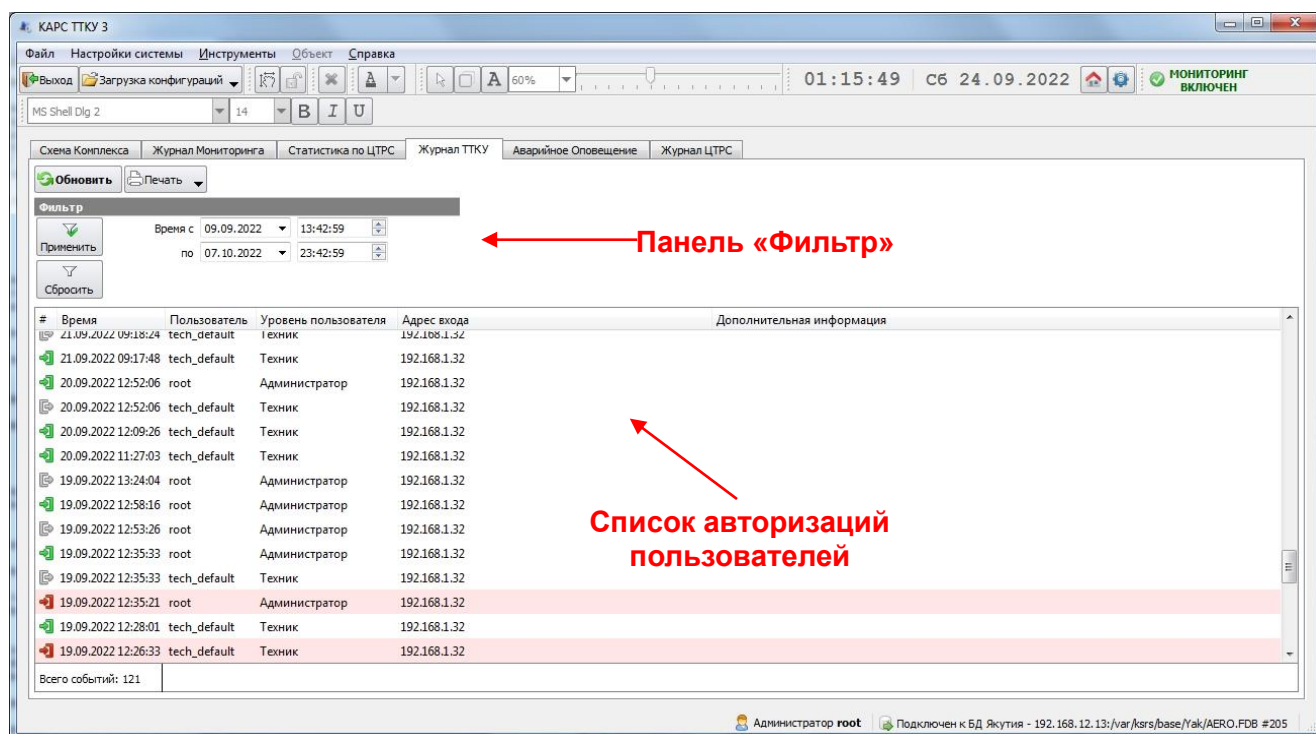 КАРС ТТКУ 3
Файл Настройки системы Инструменты Объект Справка
Выход Загрузка конфигураций A A 60% 01:15:49 Сб 24.09.2022 МОНИТОРИНГ
ВКЛЮЧЕН
MS Shell Dlg 2 14 B I U
Схема Комплекса Журнал Мониторинга Статистика по ЦТРС Журнал ТТКУ Аварийное Оповещение Журнал ЦТРС
Обновить Печать
Фильтр
Применить Время с 09.09.2022 13:42:59
по 07.10.2022 23:42:59
Сбросить
Панель «Фильтр»
# Время Пользователь Уровень пользователя Адрес входа Дополнительная информация
21.09.2022 09:18:24 tech_default Техник 192.168.1.32
21.09.2022 09:17:48 tech_default Техник 192.168.1.32
20.09.2022 12:52:06 root Администратор 192.168.1.32
20.09.2022 12:52:06 tech_default Техник 192.168.1.32
20.09.2022 12:09:26 tech_default Техник 192.168.1.32
20.09.2022 11:27:03 tech_default Техник 192.168.1.32
19.09.2022 13:24:04 root Администратор 192.168.1.32
19.09.2022 12:58:16 root Администратор 192.168.1.32
19.09.2022 12:53:26 root Администратор 192.168.1.32
19.09.2022 12:35:33 root Администратор 192.168.1.32
19.09.2022 12:35:33 tech_default Техник 192.168.1.32
19.09.2022 12:35:21 root Администратор 192.168.1.32
19.09.2022 12:28:01 tech_default Техник 192.168.1.32
19.09.2022 12:26:33 tech_default Техник 192.168.1.32
Список авторизаций
пользователей
Всего событий: 121
Администратор root Подключен к БД Якутия - 192.168.12.13:/var/ksrs/base/Yak/AERO.FDB #205